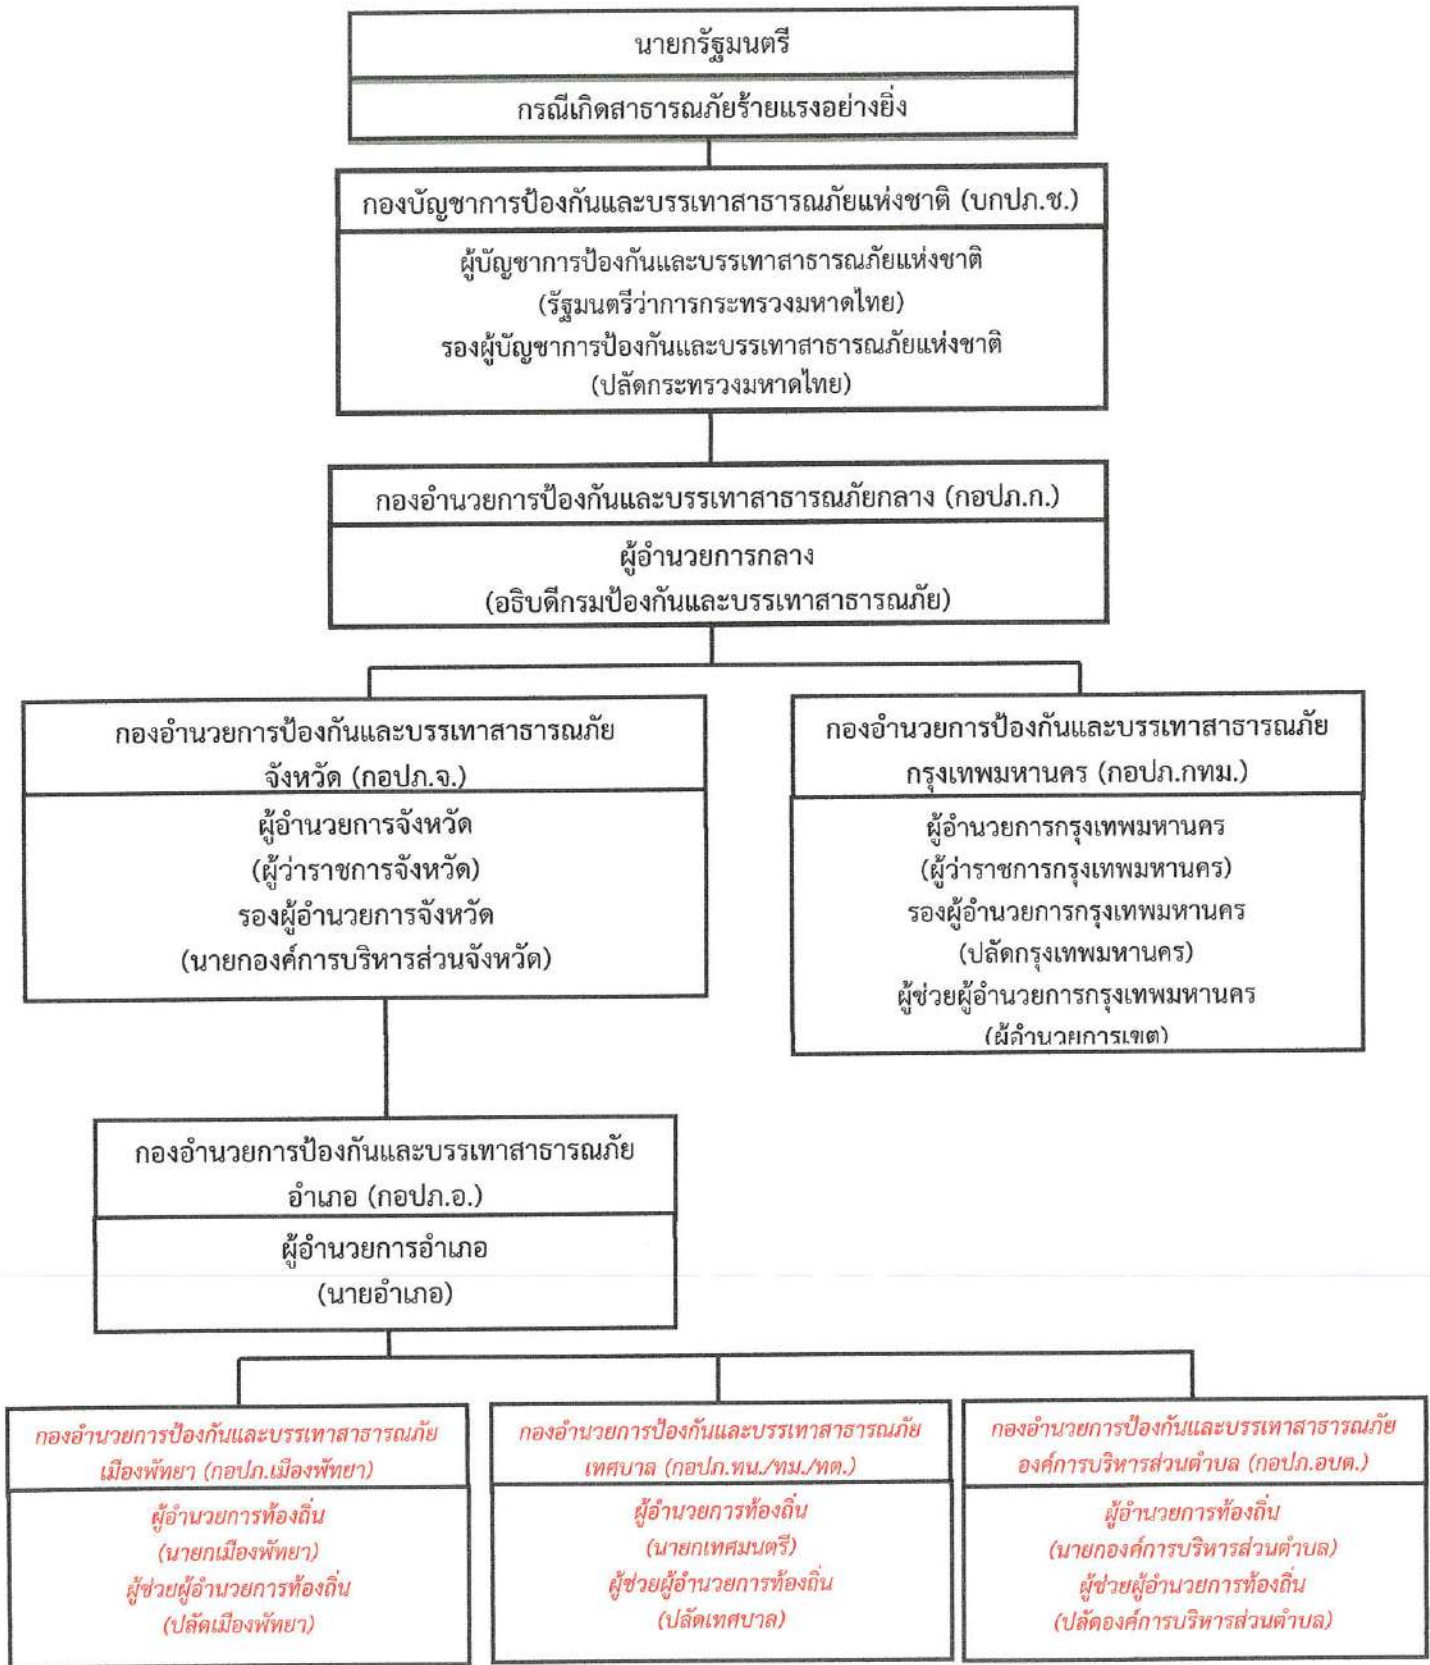 นายกรัฐมนตรี
กรณีเกิดสาธารณภัยร้ายแรงอย่างยิ่ง
กองบัญชาการป้องกันและบรรเทาสาธารณภัยแห่งชาติ (บกปภ.ช.)
ผู้บัญชาการป้องกันและบรรเทาสาธารณภัยแห่งชาติ
(รัฐมนตรีว่าการกระทรวงมหาดไทย)
รองผู้บัญชาการป้องกันและบรรเทาสาธารณภัยแห่งชาติ
(ปลัดกระทรวงมหาดไทย)
กองอำนวยการป้องกันและบรรเทาสาธารณภัยกลาง (กอปภ.ก.)
ผู้อำนวยการกลาง
(อธิบดีกรมป้องกันและบรรเทาสาธารณภัย)
กองอำนวยการป้องกันและบรรเทาสาธารณภัย
จังหวัด (กอปภ.จ.)
ผู้อำนวยการจังหวัด
(ผู้ว่าราชการจังหวัด)
รองผู้อำนวยการจังหวัด
(นายกองค์การบริหารส่วนจังหวัด)
กองอำนวยการป้องกันและบรรเทาสาธารณภัย
กรุงเทพมหานคร (กอปภ.กทม.)
ผู้อำนวยการกรุงเทพมหานคร
(ผู้ว่าราชการกรุงเทพมหานคร)
รองผู้อำนวยการกรุงเทพมหานคร
(ปลัดกรุงเทพมหานคร)
ผู้ช่วยผู้อำนวยการกรุงเทพมหานคร
(ผู้อำนวยการเขต)
กองอำนวยการป้องกันและบรรเทาสาธารณภัย
อำเภอ (กอปภ.อ.)
ผู้อำนวยการอำเภอ
(นายอำเภอ)
กองอำนวยการป้องกันและบรรเทาสาธารณภัย
เมืองพัทยา (กอปภ.เมืองพัทยา)
ผู้อำนวยการท้องถิ่น
(นายกเมืองพัทยา)
ผู้ช่วยผู้อำนวยการท้องถิ่น
(ปลัดเมืองพัทยา)
กองอำนวยการป้องกันและบรรเทาสาธารณภัย
เทศบาล (กอปภ.ทน./ทม./ทต.)
ผู้อำนวยการท้องถิ่น
(นายกเทศมนตรี)
ผู้ช่วยผู้อำนวยการท้องถิ่น
(ปลัดเทศบาล)
กองอำนวยการป้องกันและบรรเทาสาธารณภัย
องค์การบริหารส่วนตำบล (กอปภ.อบต.)
ผู้อำนวยการท้องถิ่น
(นายกองค์การบริหารส่วนตำบล)
ผู้ช่วยผู้อำนวยการท้องถิ่น
(ปลัดองค์การบริหารส่วนตำบล)